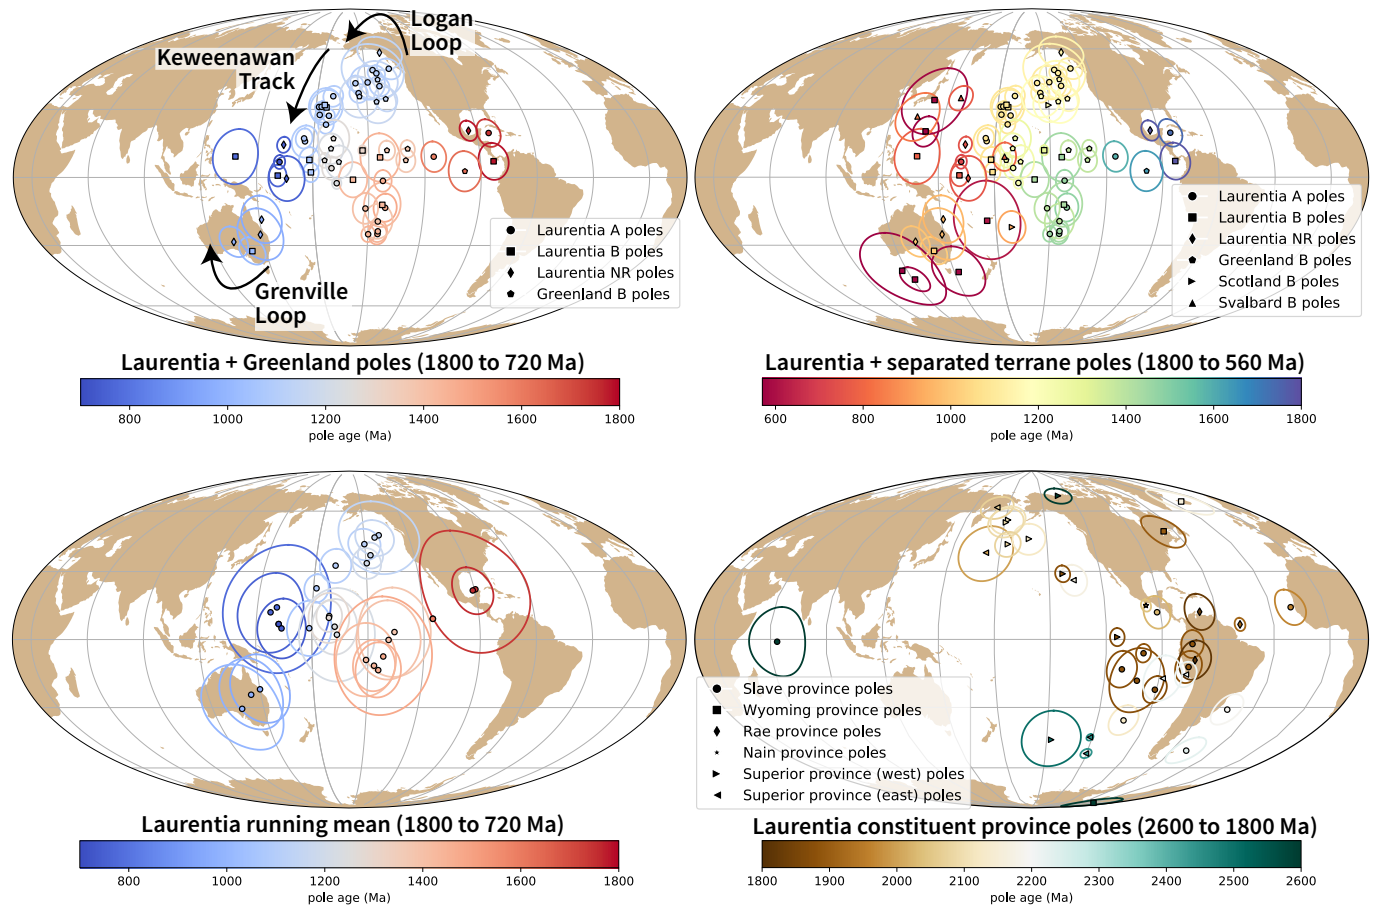 Logan
Loop
Keweenawan
Track
Grenville
Loop
Laurentia A poles
Laurentia B poles
Laurentia NR poles
Greenland B poles
Laurentia + Greenland poles (1800 to 720 Ma)
800 1000 1200 1400 1600 1800
pole age (Ma)
Laurentia A poles
Laurentia B poles
Laurentia NR poles
Greenland B poles
Scotland B poles
Svalbard B poles
Laurentia + separated terrane poles (1800 to 560 Ma)
600 800 1000 1200 1400 1600 1800
pole age (Ma)
Laurentia running mean (1800 to 720 Ma)
800 1000 1200 1400 1600 1800
pole age (Ma)
Slave province poles
Wyoming province poles
Rae province poles
Nain province poles
Superior province (west) poles
Superior province (east) poles
Laurentia constituent province poles (2600 to 1800 Ma)
1800 1900 2000 2100 2200 2300 2400 2500 2600
pole age (Ma)